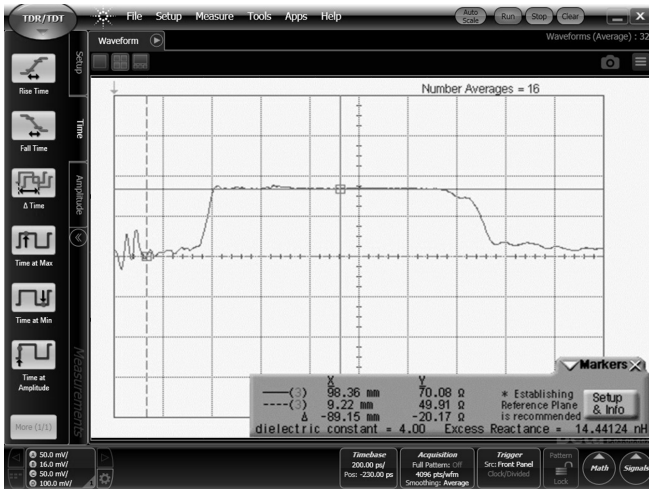 TDR/TDT
File Setup Measure Tools Apps Help
Auto Scale
Run Stop Clear
Waveform
Waveforms (Average) : 32
Setup
Time
Amplitude
Measurements
Rise Time
Fall Time
Δ Time
Time at Max
Time at Min
Time at
Amplitude
More (1/1)
Number Averages = 16
Markers
X Y
(3) 98.36 mm 70.08 Ω
(3) 9.22 mm 49.91 Ω
Δ -89.15 mm -20.17 Ω
dielectric constant = 4.00 Excess Reactance = 14.44124 nH
* Establishing
Reference Plane
is recommended
Setup
& Info
50.0 mV/
16.0 mV/
50.0 mV/
100.0 mV/
Timebase
200.00 ps/
Pos: -230.00 ps
Acquisition
Full Pattern: Off
4096 pts/wfm
Smoothing: Average
Trigger
Src: Front Panel
Clock/Divided
Pattern
Lock
Math
Signals